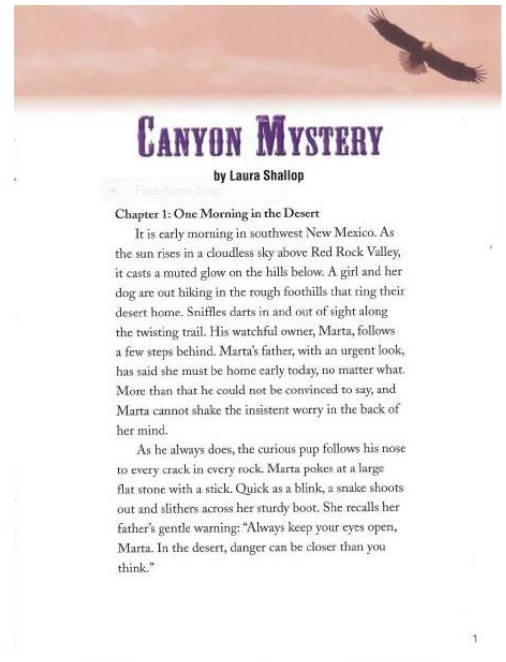 CANYON MYSTERY
by Laura Shallop
Free-form Snip
Chapter 1: One Morning in the Desert
It is early morning in southwest New Mexico. As
the sun rises in a cloudless sky above Red Rock Valley,
it casts a muted glow on the hills below. A girl and her
dog are out hiking in the rough foothills that ring their
desert home. Sniffles darts in and out of sight along
the twisting trail. His watchful owner, Marta, follows
a few steps behind. Marta's father, with an urgent look,
has said she must be home early today, no matter what.
More than that he could not be convinced to say, and
Marta cannot shake the insistent worry in the back of
her mind.
As he always does, the curious pup follows his nose
to every crack in every rock. Marta pokes at a large
flat stone with a stick. Quick as a blink, a snake shoots
out and slithers across her sturdy boot. She recalls her
father's gentle warning: "Always keep your eyes open,
Marta. In the desert, danger can be closer than you
think."
1